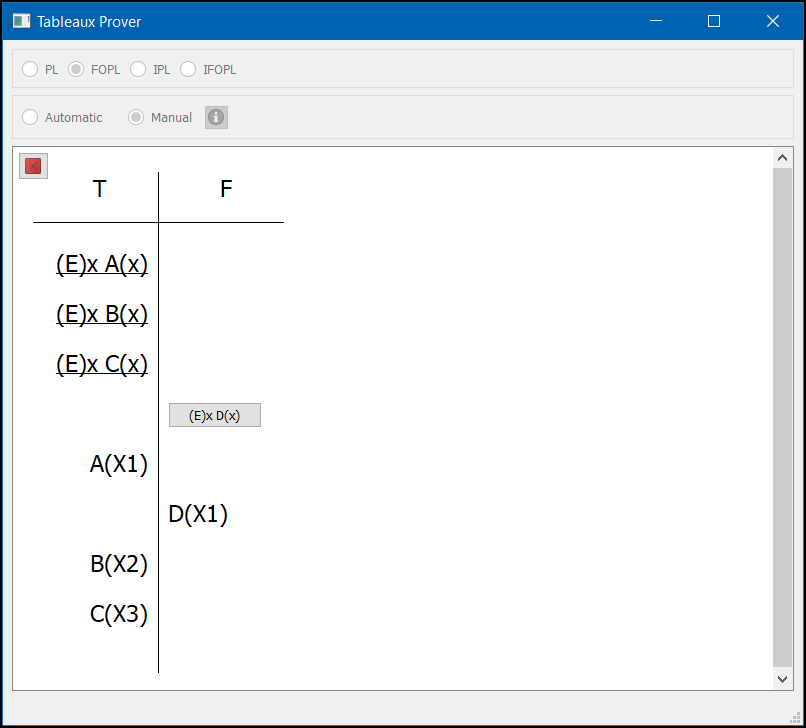 Tableaux Prover
PL FOPL IPL IFOPL
Automatic Manual
T F
(E)x A(x)
(E)x B(x)
(E)x C(x)
(E)x D(x)
A(X1)
D(X1)
B(X2)
C(X3)